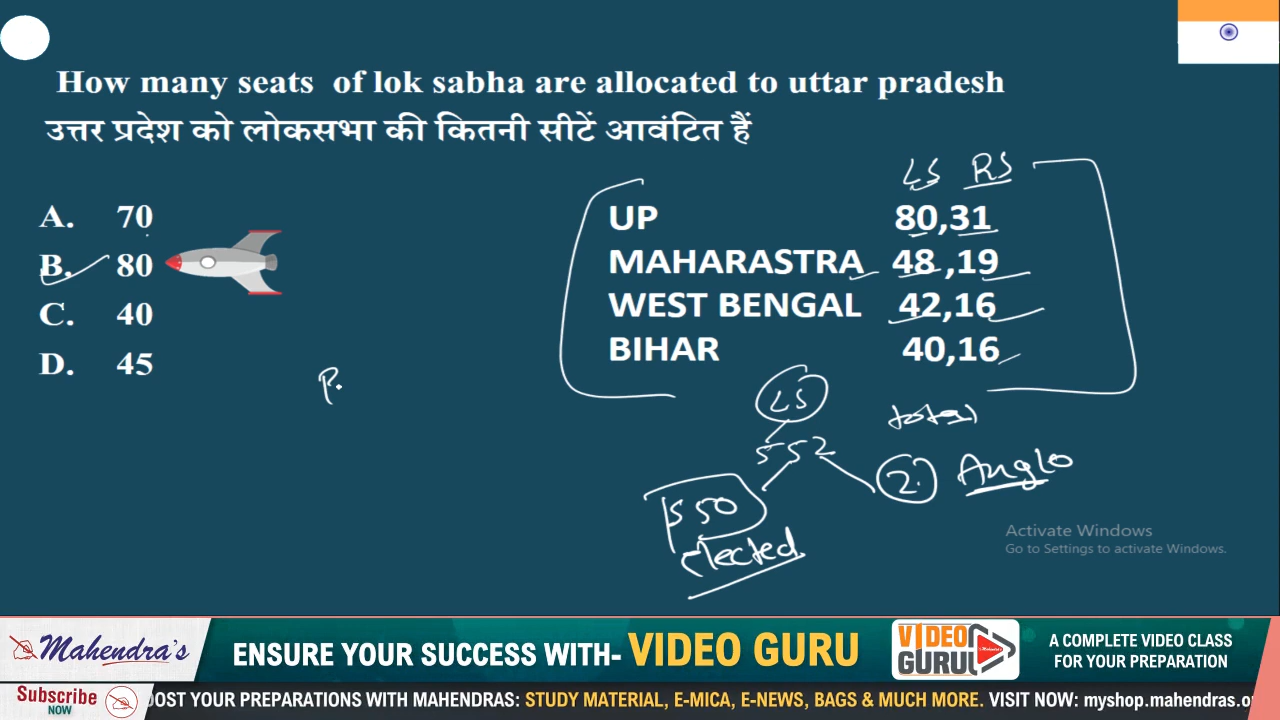 How many seats of lok sabha are allocated to uttar pradesh
उत्तर प्रदेश को लोकसभा की कितनी सीटें आवंटित हैं
A. 70
B. 80
C. 40
D. 45
LS RS
UP 80,31
MAHARASTRA 48 ,19
WEST BENGAL 42,16
BIHAR 40,16
P.
LS
total
552
2. Anglo
550
elected
Activate Windows
Go to Settings to activate Windows.
Mahendra's
ENSURE YOUR SUCCESS WITH- VIDEO GURU
VIDEO GURUL
A COMPLETE VIDEO CLASS
FOR YOUR PREPARATION
Subscribe
NOW
OOST YOUR PREPARATIONS WITH MAHENDRAS: STUDY MATERIAL, E-MICA, E-NEWS, BAGS & MUCH MORE. VISIT NOW: myshop.mahendras.o